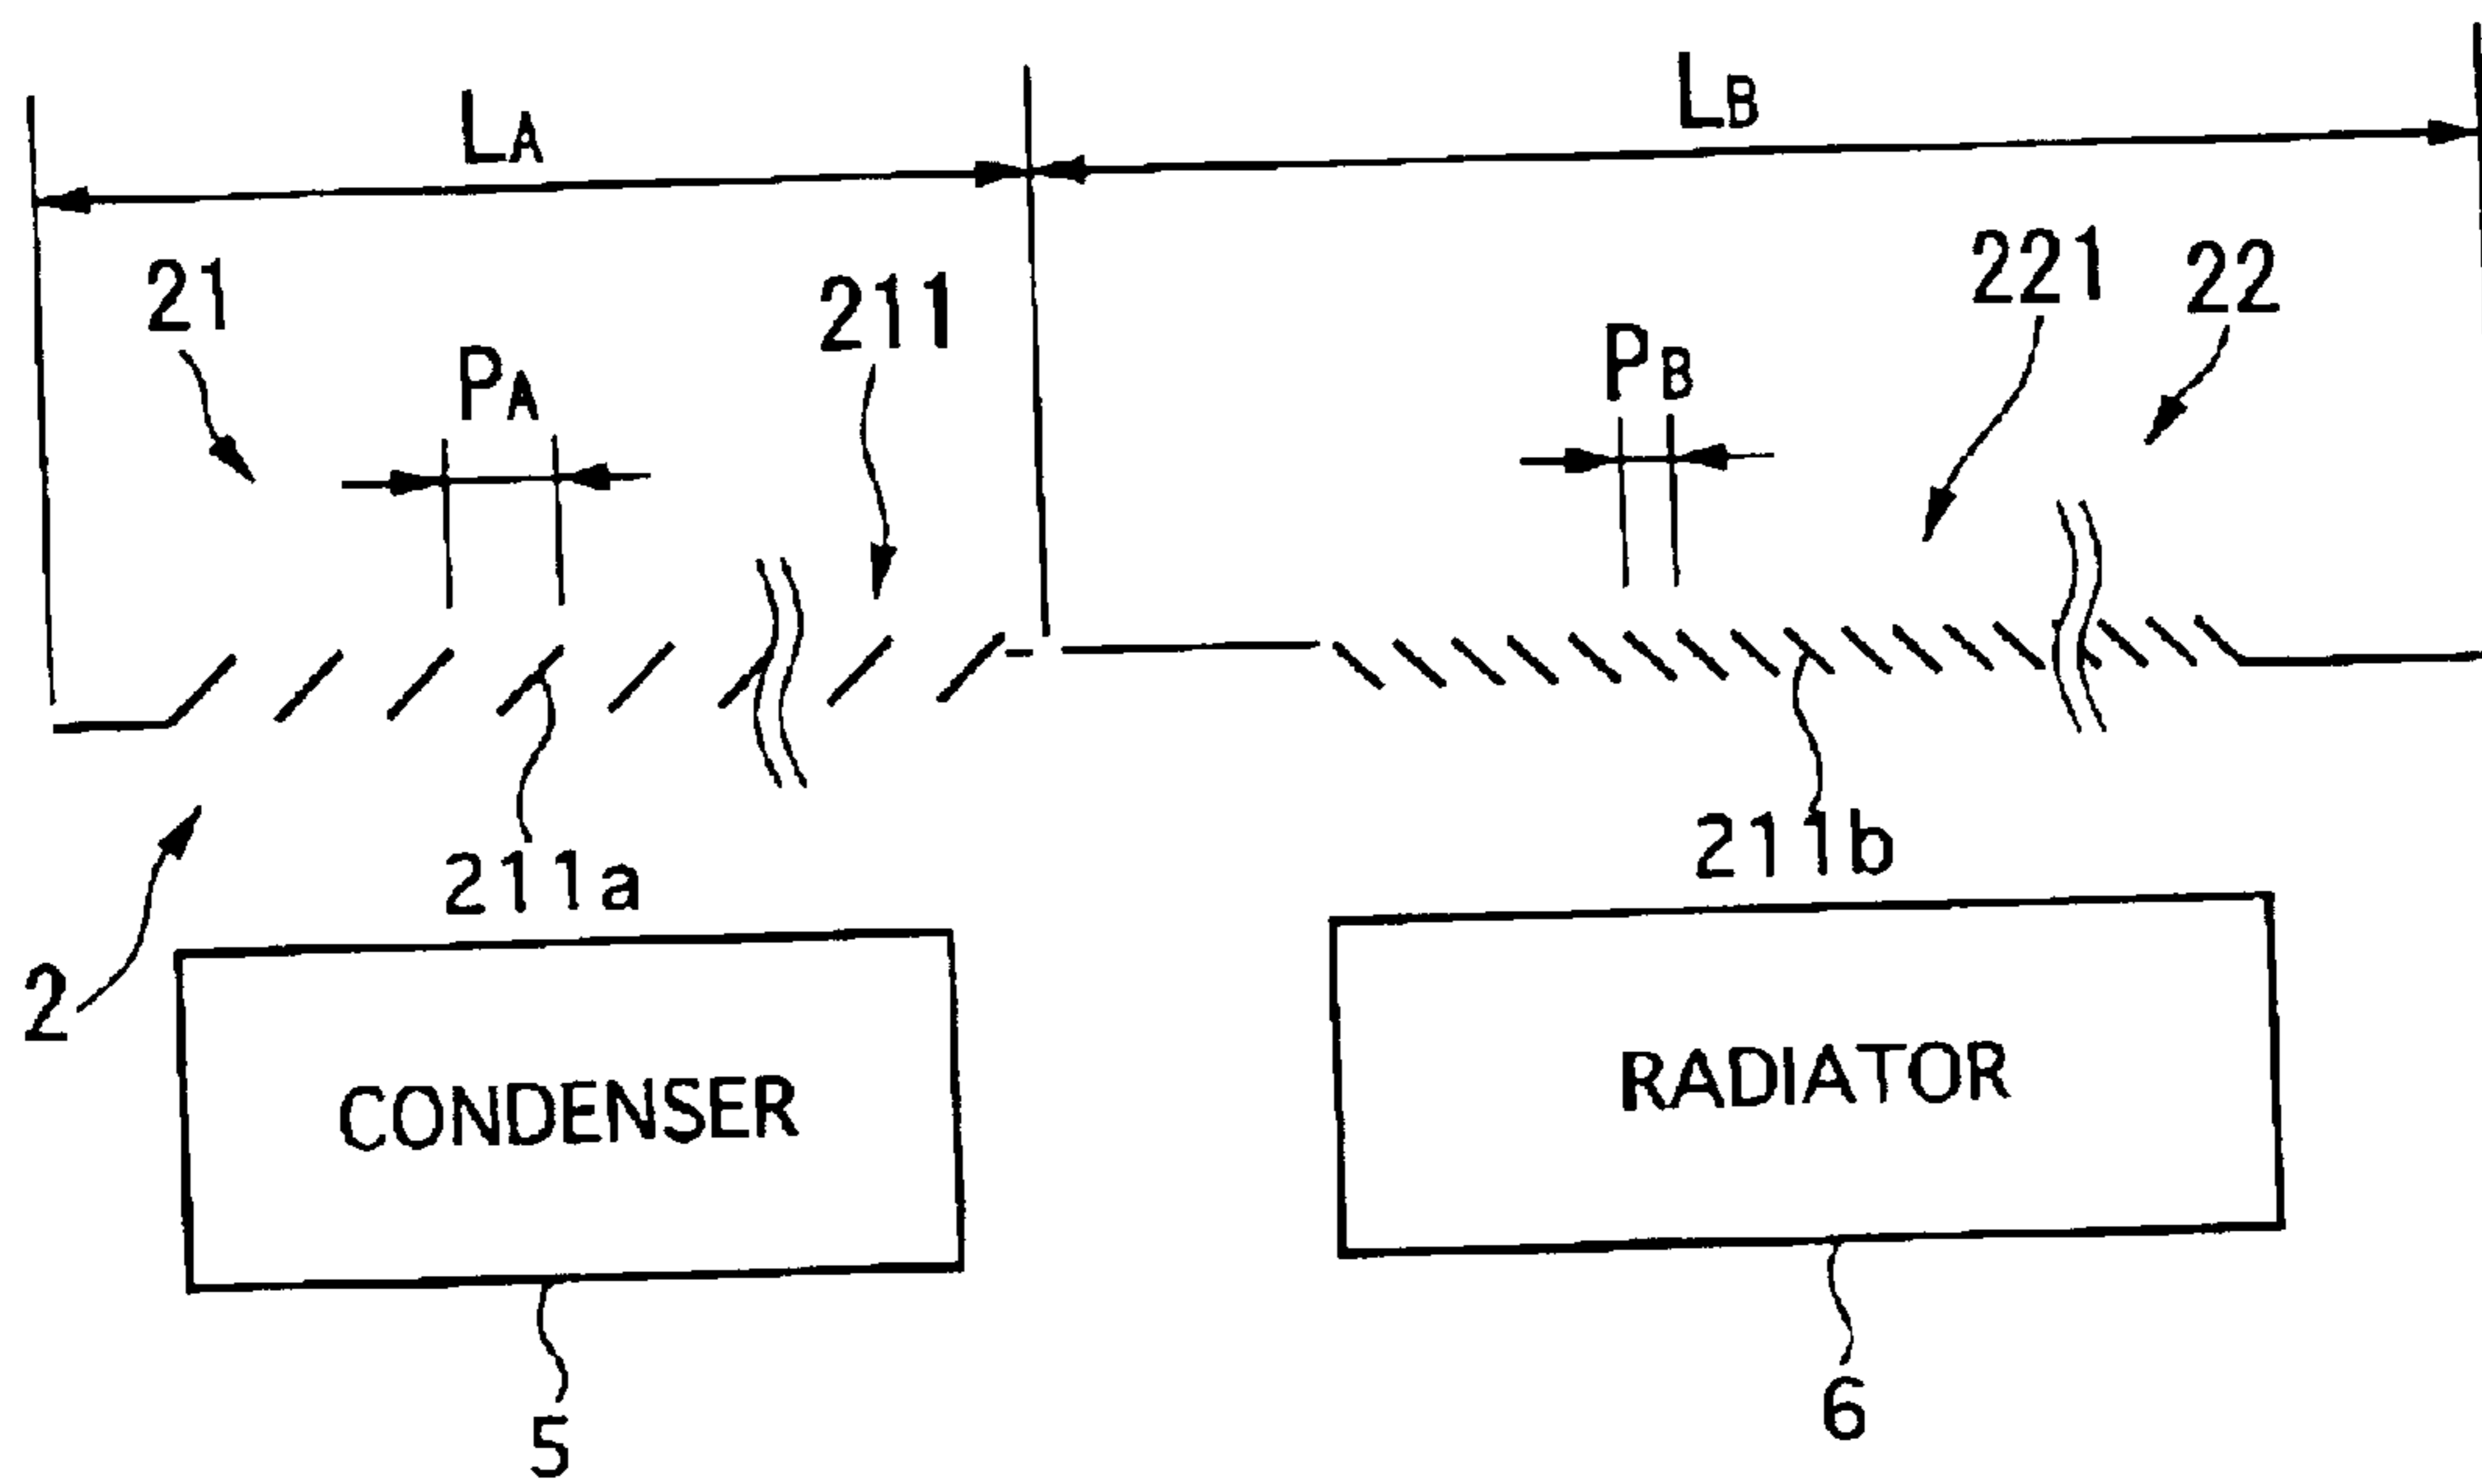 LA
LB
21
211
221
22
PA
PB
211a
211b
2
CONDENSER
RADIATOR
5
6